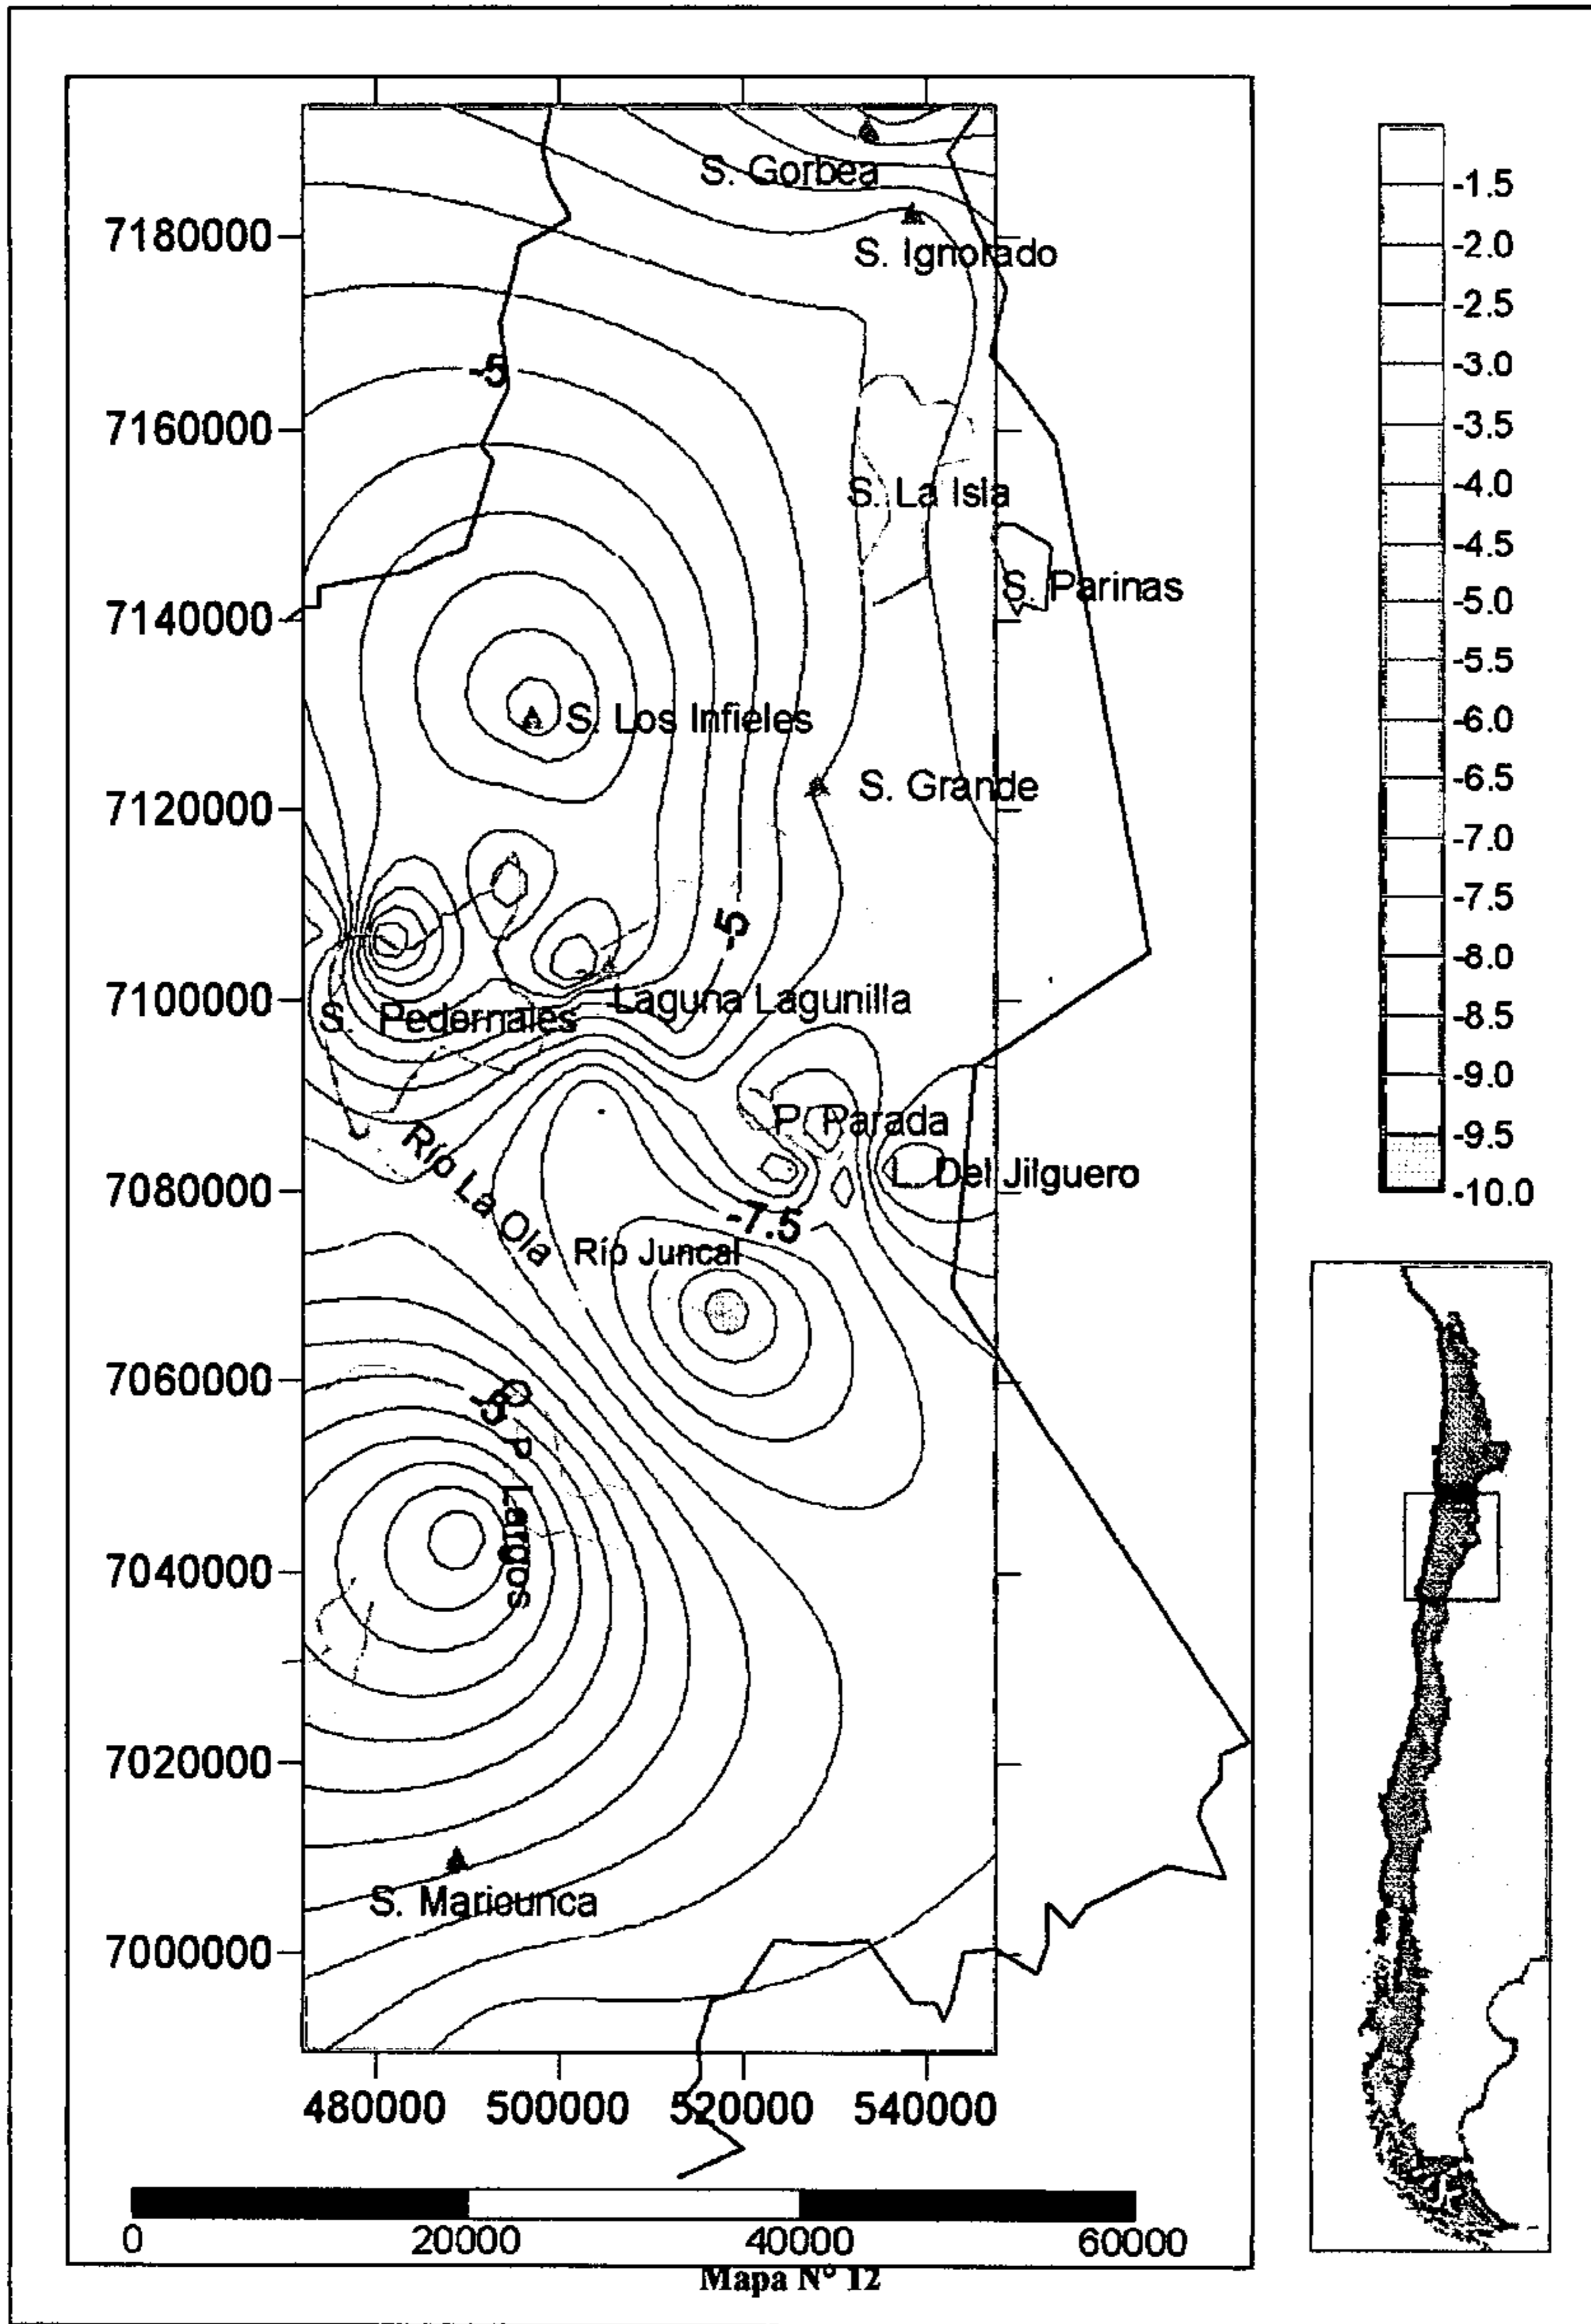 S. Gorbea
7180000
S. Ignorado
-5
7160000
S. La Isla
S. Parinas
7140000
S. Los Infieles
S. Grande
7120000
-5
7100000
Laguna Lagunilla
S. Pedernales
P. Parada
Río La Ola
L. Del Jilguero
7080000
-7.5
Río Juncal
7060000
-5
Q. P. Largos
7040000
7020000
S. Maricunca
7000000
480000 500000 520000 540000
0 20000 40000 60000
Mapa N° 12
-1.5
-2.0
-2.5
-3.0
-3.5
-4.0
-4.5
-5.0
-5.5
-6.0
-6.5
-7.0
-7.5
-8.0
-8.5
-9.0
-9.5
-10.0